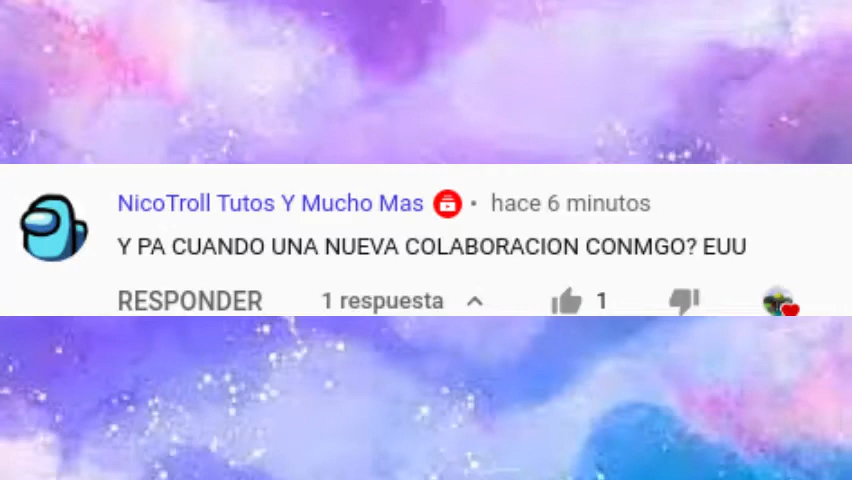 NicoTroll Tutos Y Mucho Mas • hace 6 minutos
Y PA CUANDO UNA NUEVA COLABORACION CONMGO? EUU
RESPONDER 1 respuesta 1